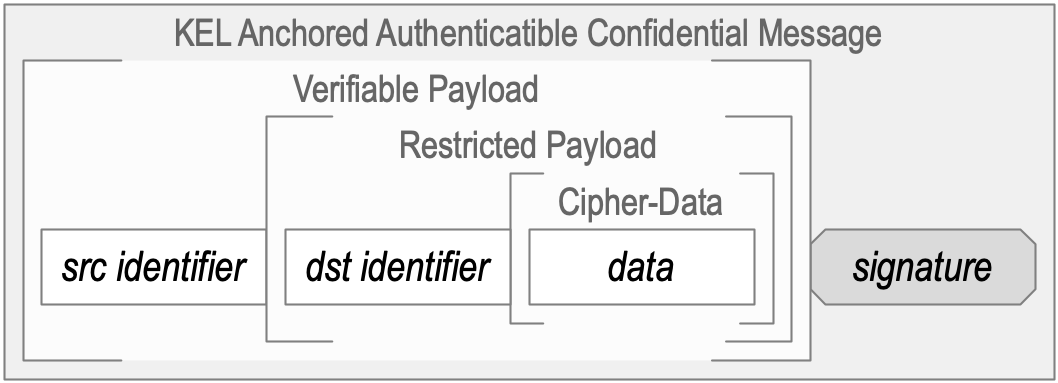 KEL Anchored Authenticatible Confidential Message
Verifiable Payload
Restricted Payload
Cipher-Data
src identifier dst identifier data signature